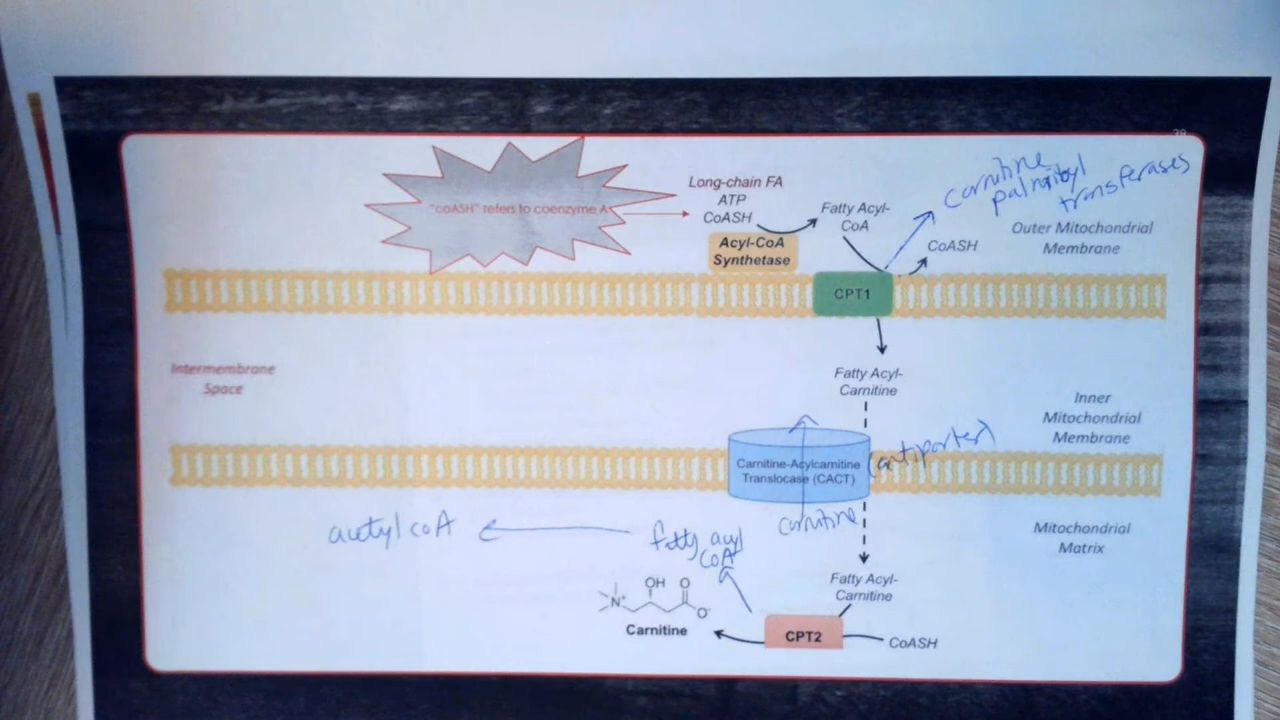 39
"coASH" refers to coenzyme A
Long-chain FA
ATP
CoASH
Fatty Acyl-
CoA
carnitine
palmitoyl
transferases
Acyl-CoA
Synthetase
CoASH
Outer Mitochondrial
Membrane
CPT1
Intermembrane
Space
Fatty Acyl-
Carnitine
Inner
Mitochondrial
Membrane
Carnitine-Acylcarnitine
Translocase (CACT)
(antiporter)
carnitine
acetyl coA
fatty acyl
coA
Mitochondrial
Matrix
Fatty Acyl-
Carnitine
OH
O
N+
O-
Carnitine
CPT2
CoASH